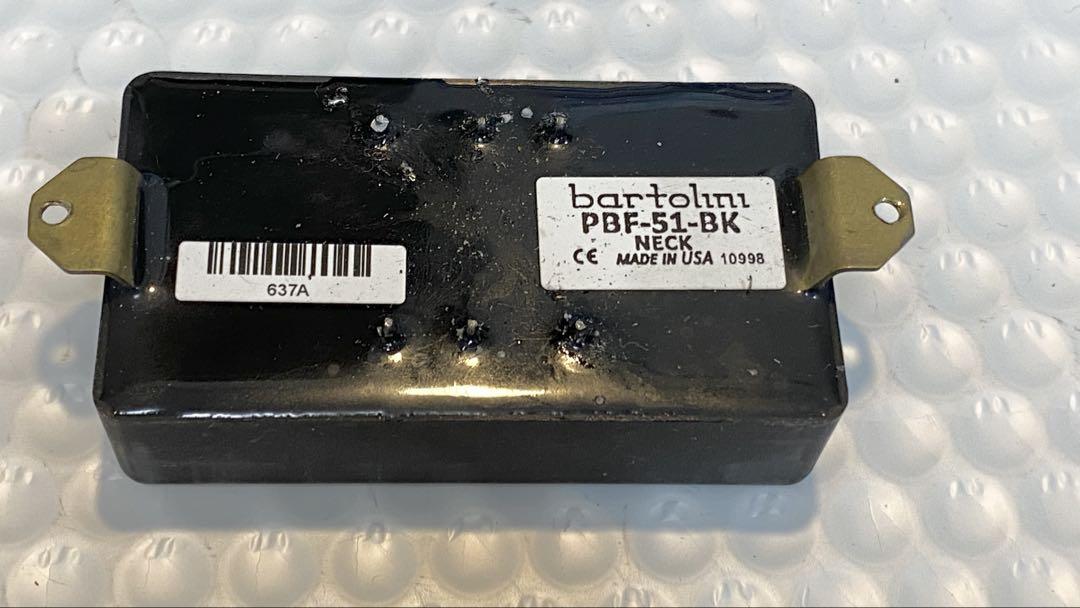 bartolini
PBF-51-BK
NECK
CE MADE IN USA 10998
637A